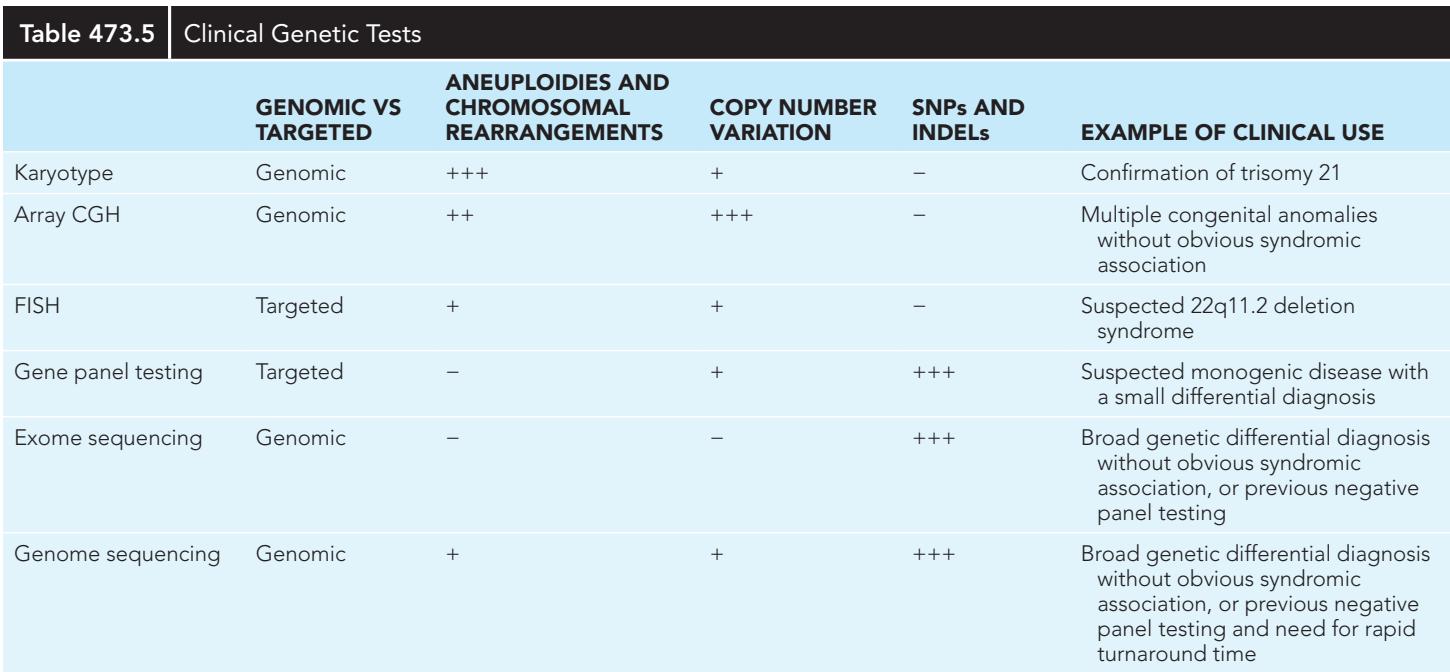 Table 473.5 Clinical Genetic Tests
GENOMIC VS TARGETED ANEUPLOIDIES AND CHROMOSOMAL REARRANGEMENTS COPY NUMBER VARIATION SNPs AND INDELs EXAMPLE OF CLINICAL USE
Karyotype Genomic +++ + − Confirmation of trisomy 21
Array CGH Genomic ++ +++ − Multiple congenital anomalies
without obvious syndromic
association
FISH Targeted + + − Suspected 22q11.2 deletion
syndrome
Gene panel testing Targeted − + +++ Suspected monogenic disease with
a small differential diagnosis
Exome sequencing Genomic − − +++ Broad genetic differential diagnosis
without obvious syndromic
association, or previous negative
panel testing
Genome sequencing Genomic + + +++ Broad genetic differential diagnosis
without obvious syndromic
association, or previous negative
panel testing and need for rapid
turnaround time